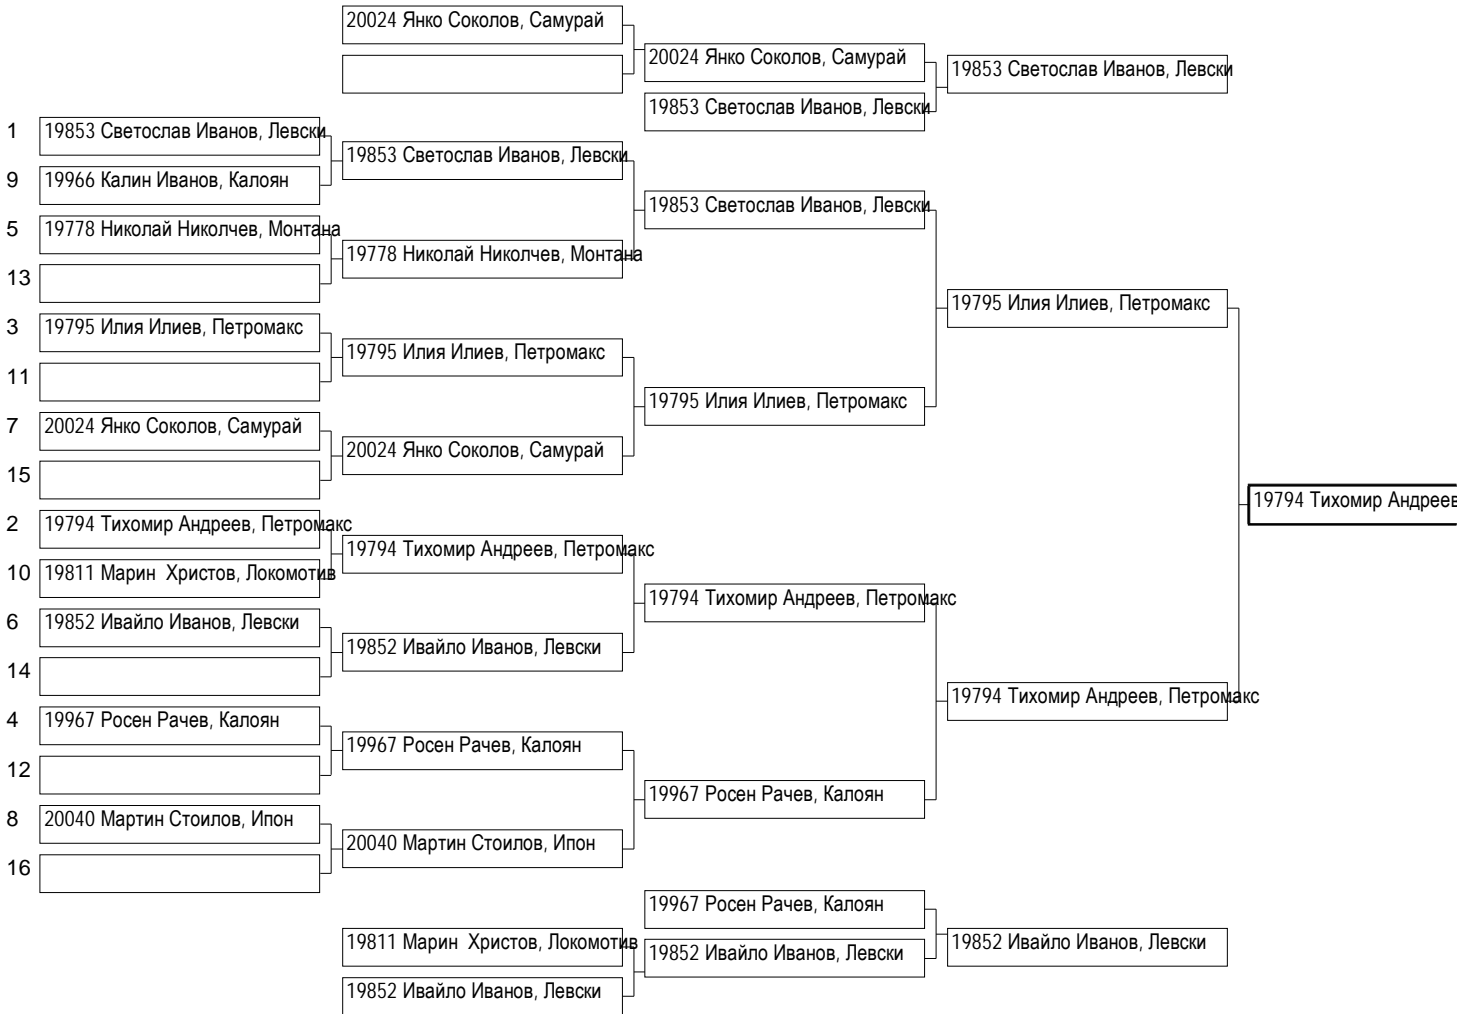 20024 Янко Соколов, Самурай
20024 Янко Соколов, Самурай
19853 Светослав Иванов, Левски
19853 Светослав Иванов, Левски
1 19853 Светослав Иванов, Левски
19853 Светослав Иванов, Левски
9 19966 Калин Иванов, Калоян
19853 Светослав Иванов, Левски
5 19778 Николай Николчев, Монтана
19778 Николай Николчев, Монтана
13
19795 Илия Илиев, Петромакс
3 19795 Илия Илиев, Петромакс
19795 Илия Илиев, Петромакс
11
19795 Илия Илиев, Петромакс
7 20024 Янко Соколов, Самурай
20024 Янко Соколов, Самурай
15
19794 Тихомир Андреев
2 19794 Тихомир Андреев, Петромакс
19794 Тихомир Андреев, Петромакс
10 19811 Марин  Христов, Локомотив
19794 Тихомир Андреев, Петромакс
6 19852 Ивайло Иванов, Левски
19852 Ивайло Иванов, Левски
14
19794 Тихомир Андреев, Петромакс
4 19967 Росен Рачев, Калоян
19967 Росен Рачев, Калоян
12
19967 Росен Рачев, Калоян
8 20040 Мартин Стоилов, Ипон
20040 Мартин Стоилов, Ипон
16
19967 Росен Рачев, Калоян
19811 Марин  Христов, Локомотив
19852 Ивайло Иванов, Левски
19852 Ивайло Иванов, Левски
19852 Ивайло Иванов, Левски